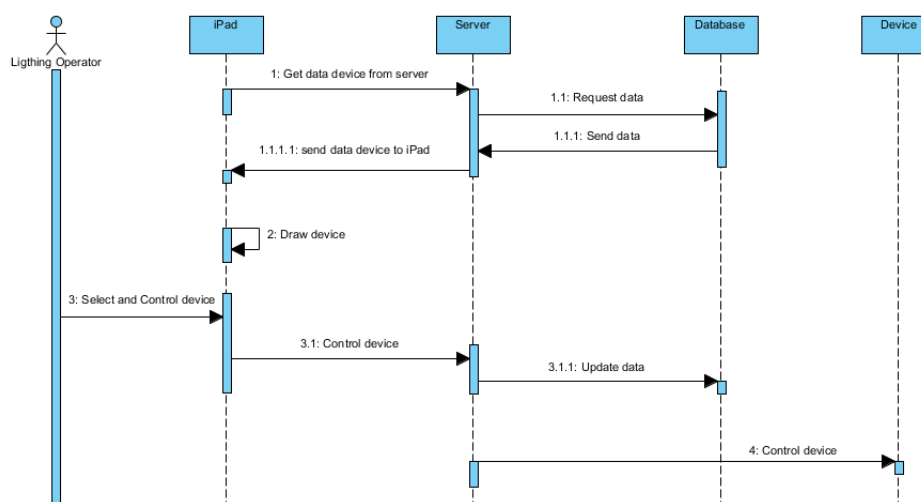 iPad
Server
Database
Device
Ligthing Operator
1: Get data device from server
1.1: Request data
1.1.1: Send data
1.1.1.1: send data device to iPad
2: Draw device
3: Select and Control device
3.1: Control device
3.1.1: Update data
4: Control device